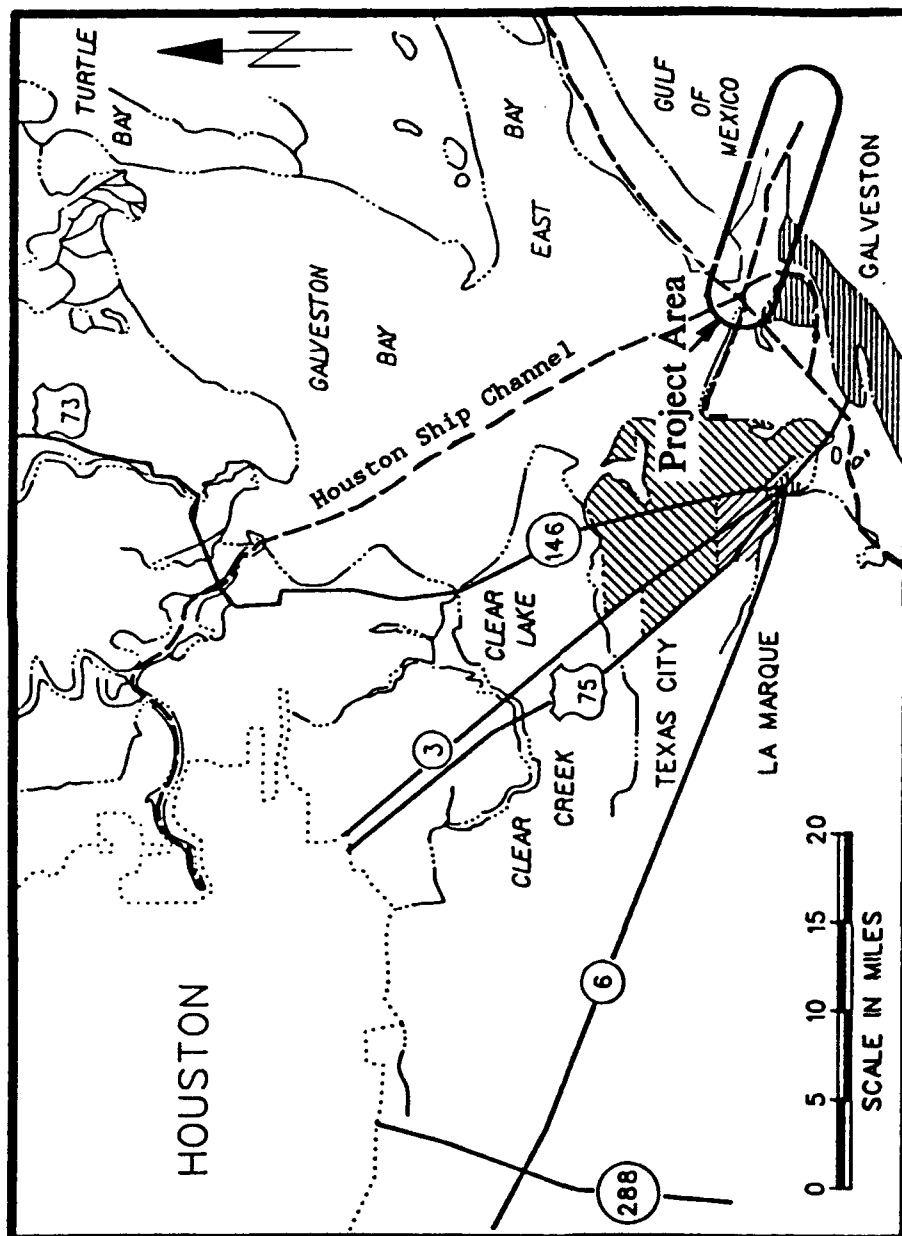 HOUSTON
73
TURTLE
BAY
N
GALVESTON
BAY
EAST
BAY
GULF
OF
MEXICO
Houston Ship Channel
146
3
CLEAR
LAKE
CLEAR
CREEK
75
Project Area
TEXAS CITY
GALVESTON
LA MARQUE
6
288
0 5 10 15 20
SCALE IN MILES